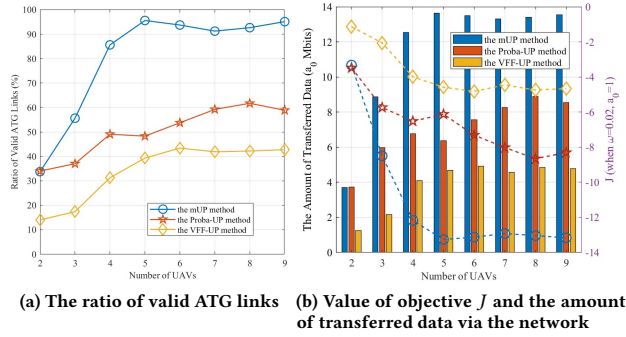 100
90
80
70
60
50
40
30
20
10
0
Ratio of Valid ATG Links (%)
the mUP method
the Proba-UP method
the VFF-UP method
2 3 4 5 6 7 8 9
Number of UAVs
(a) The ratio of valid ATG links
14
12
10
8
6
4
2
0
The Amount of Transferred Data (a_0 Mbits)
the mUP method
the Proba-UP method
the VFF-UP method
0
-2
-4
-6
-8
-10
-12
-14
J (when ω=0.02, a_0=1)
2 3 4 5 6 7 8 9
Number of UAVs
(b) Value of objective J and the amount
of transferred data via the network